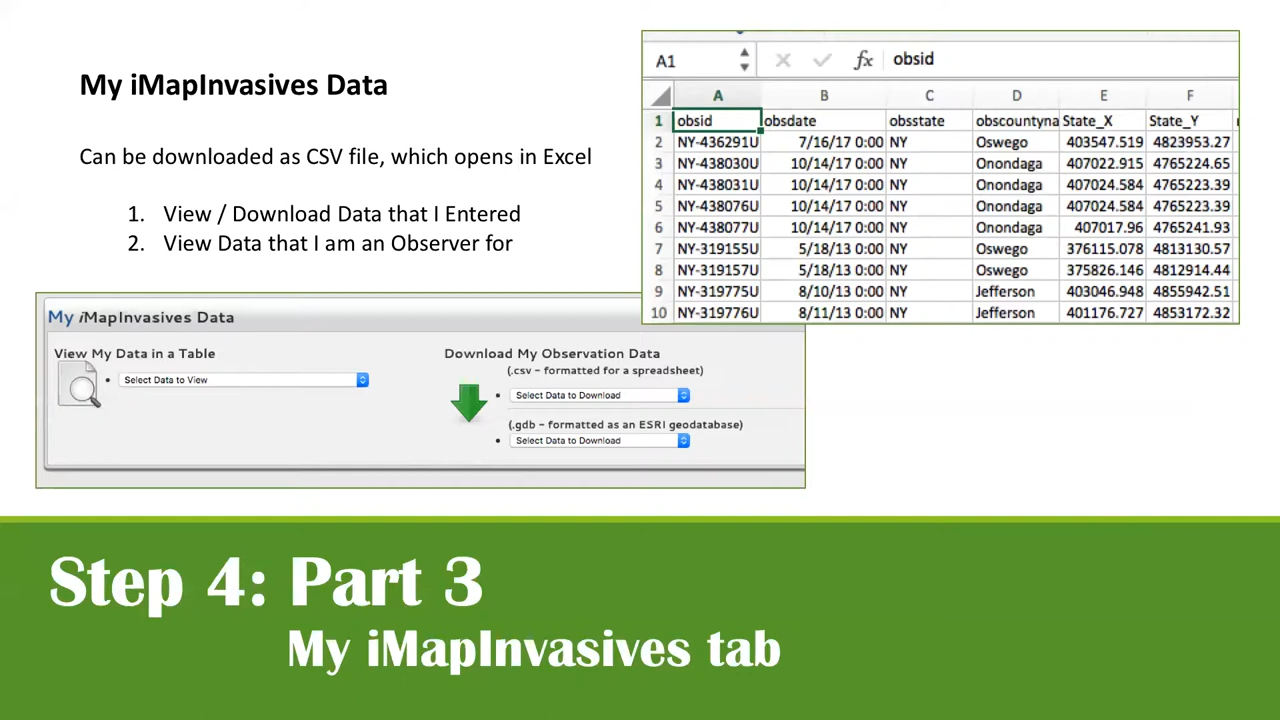 My iMapInvasives Data
Can be downloaded as CSV file, which opens in Excel
1. View / Download Data that I Entered
2. View Data that I am an Observer for
A1 fx obsid
A B C D E F
1 obsid obsdate obsstate obscountyna State_X State_Y
2 NY-436291U 7/16/17 0:00 NY Oswego 403547.519 4823953.27
3 NY-438030U 10/14/17 0:00 NY Onondaga 407022.915 4765224.65
4 NY-438031U 10/14/17 0:00 NY Onondaga 407024.584 4765223.39
5 NY-438076U 10/14/17 0:00 NY Onondaga 407024.584 4765223.39
6 NY-438077U 10/14/17 0:00 NY Onondaga 407017.96 4765241.93
7 NY-319155U 5/18/13 0:00 NY Oswego 376115.078 4813130.57
8 NY-319157U 5/18/13 0:00 NY Oswego 375826.146 4812914.44
9 NY-319775U 8/10/13 0:00 NY Jefferson 403046.948 4855942.51
10 NY-319776U 8/11/13 0:00 NY Jefferson 401176.727 4853172.32
My iMapInvasives Data
View My Data in a Table
Select Data to View
Download My Observation Data
(.csv - formatted for a spreadsheet)
Select Data to Download
(.gdb - formatted as an ESRI geodatabase)
Select Data to Download
Step 4: Part 3
My iMapInvasives tab